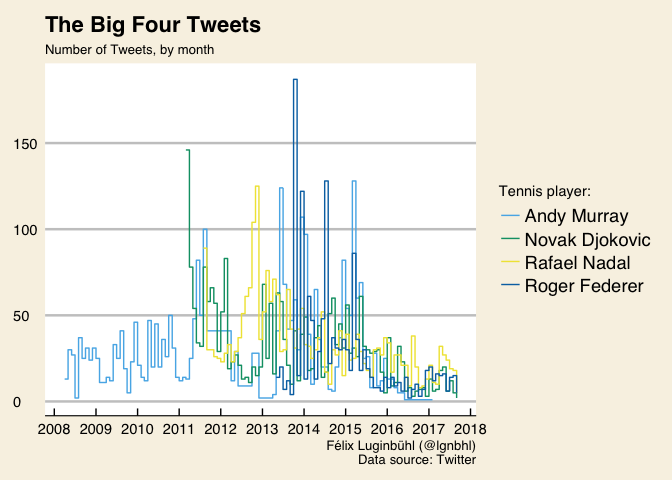 The Big Four Tweets
Number of Tweets, by month
150
100
50
0
2008 2009 2010 2011 2012 2013 2014 2015 2016 2017 2018
Tennis player:
Andy Murray
Novak Djokovic
Rafael Nadal
Roger Federer
Félix Luginbühl (@lgnbhl)
Data source: Twitter